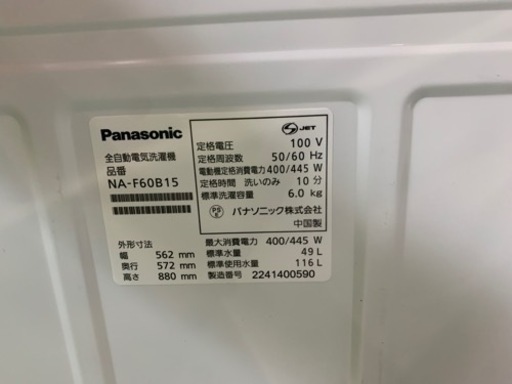 Panasonic
全自動電気洗濯機
品番
NA-F60B15
外形寸法
幅 562 mm
奥行 572 mm
高さ 880 mm
JET
定格電圧 100 V
定格周波数 50/60 Hz
電動機定格消費電力 400/445 W
定格時間 洗いのみ 10 分
標準洗濯容量 6.0 kg
PS E パナソニック株式会社
中国製
最大消費電力 400/445 W
標準水量 49 L
標準使用水量 116 L
製造番号 2241400590